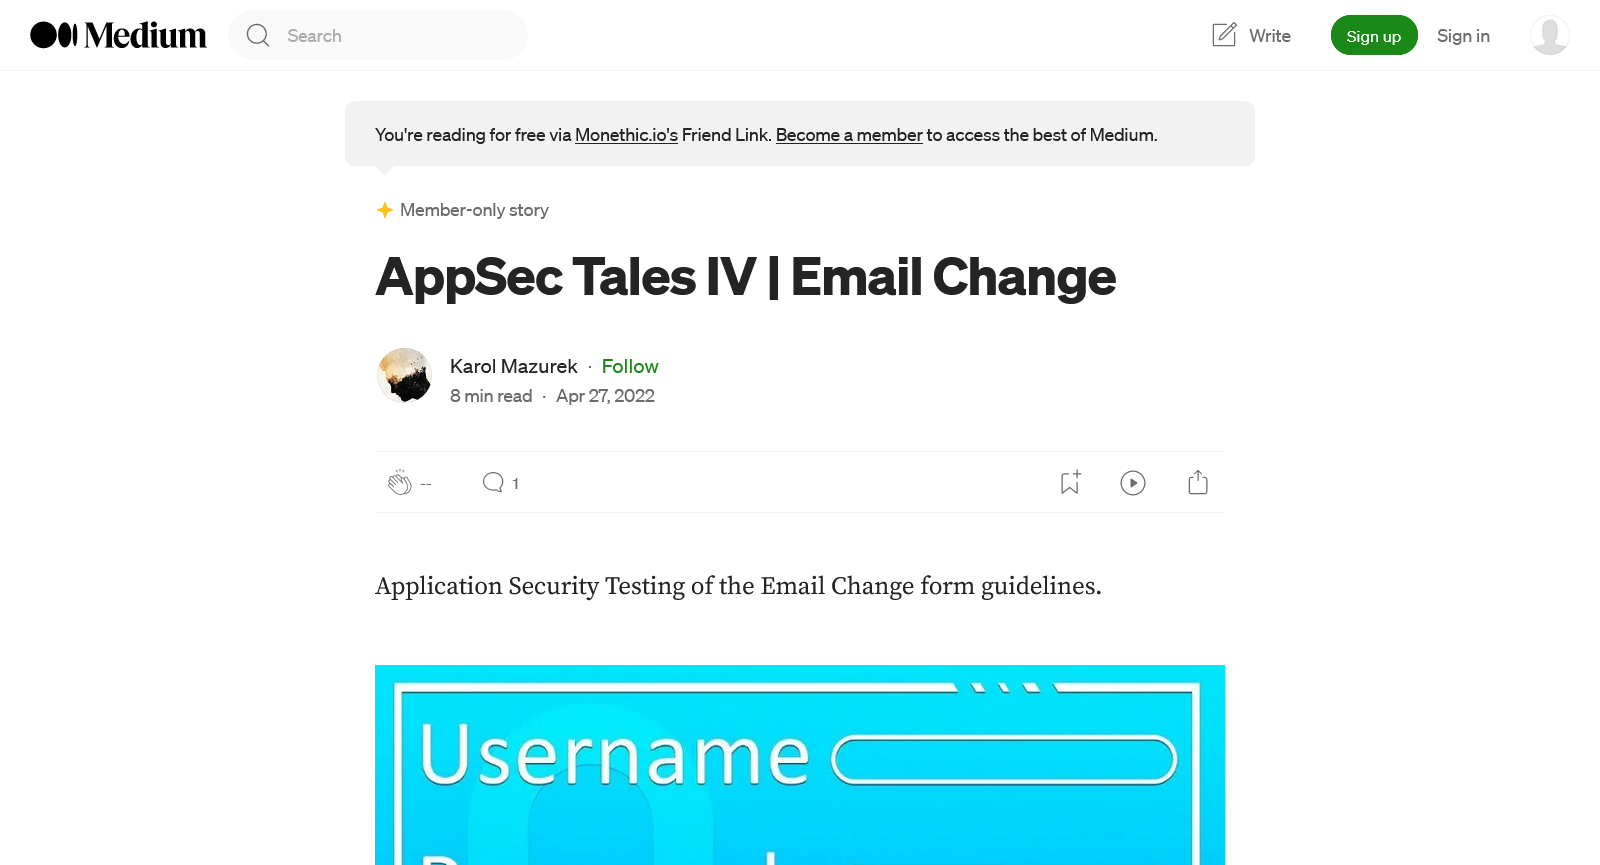 Medium
Search
Write
Sign up
Sign in
You're reading for free via Monethic.io's Friend Link. Become a member to access the best of Medium.
Member-only story
AppSec Tales IV | Email Change
Karol Mazurek · Follow
8 min read · Apr 27, 2022
--
1
Application Security Testing of the Email Change form guidelines.
Username